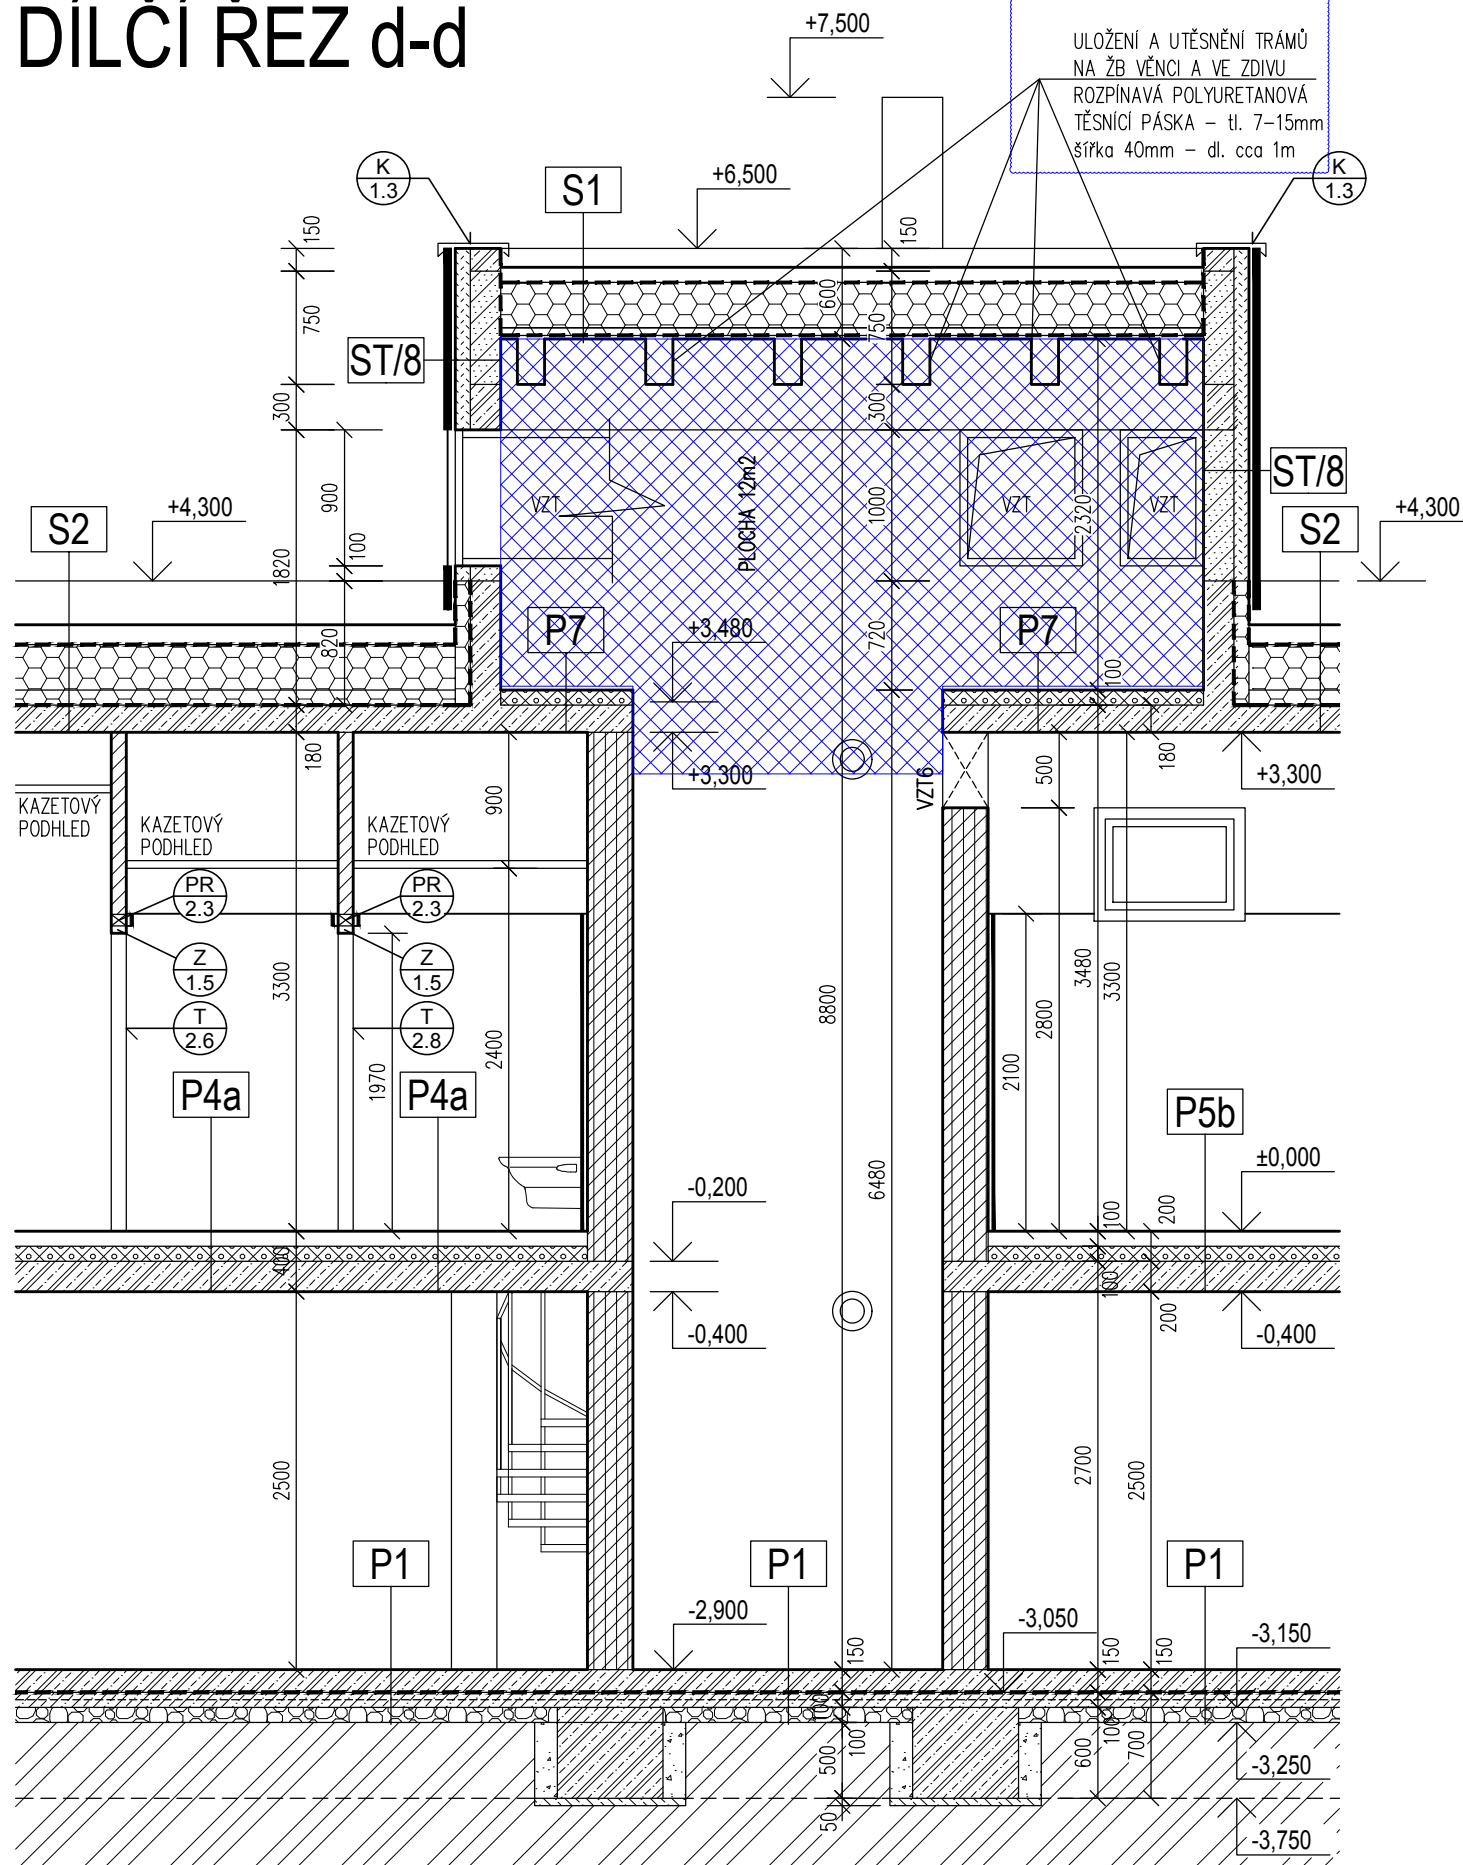 DÍLČÍ ŘEZ d-d
+7,500
ULOŽENÍ A UTĚSNĚNÍ TRÁMŮ
NA ŽB VĚNCI A VE ZDIVU
ROZPÍNAVÁ POLYURETANOVÁ
TĚSNÍCÍ PÁSKA – tl. 7–15mm
šířka 40mm – dl. cca 1m
K
1.3
S1
+6,500
K
1.3
150
150
600
750
750
ST/8
300
300
900
VZT
PLOCHA 12m2
1000
VZT
2320
VZT
ST/8
S2
+4,300
S2
+4,300
100
1820
820
P7
+3,480
720
P7
100
180
+3,300
VZT6
500
180
+3,300
KAZETOVÝ
PODHLED
KAZETOVÝ
PODHLED
KAZETOVÝ
PODHLED
900
PR
2.3
PR
2.3
Z
1.5
Z
1.5
T
2.6
T
2.8
3300
8800
3480
3300
2800
2400
2100
1970
P4a
P4a
P5b
±0,000
6480
-0,200
100
200
400
100
200
-0,400
-0,400
2500
2700
2500
P1
P1
P1
-2,900
-3,050
-3,150
150
150
150
100
100
500
600
100
700
-3,250
50
-3,750